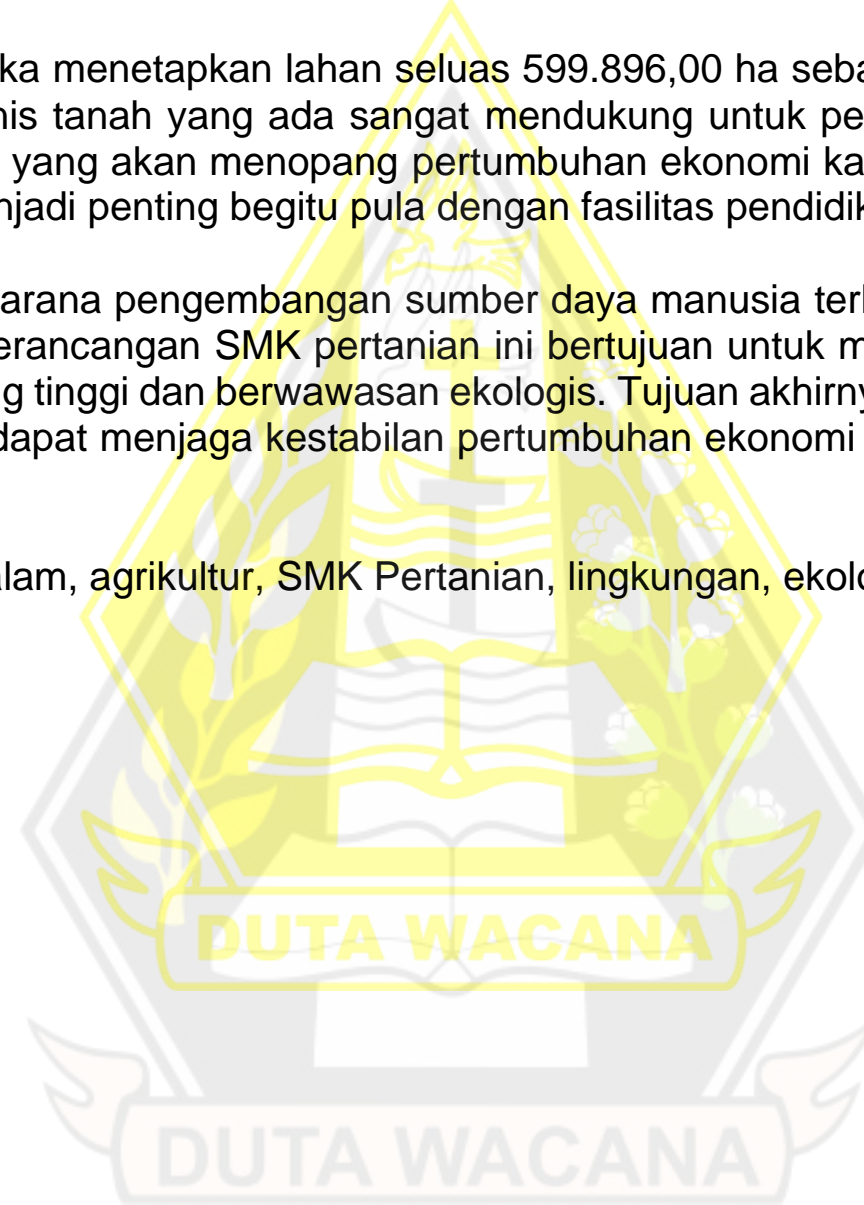 ka menetapkan lahan seluas 599.896,00 ha seba
nis tanah yang ada sangat mendukung untuk pe
yang akan menopang pertumbuhan ekonomi ka
njadi penting begitu pula dengan fasilitas pendidik
arana pengembangan sumber daya manusia terl
erancangan SMK pertanian ini bertujuan untuk m
g tinggi dan berwawasan ekologis. Tujuan akhirny
dapat menjaga kestabilan pertumbuhan ekonomi
alam, agrikultur, SMK Pertanian, lingkungan, ekolo
DUTA WACANA
DUTA WACANA